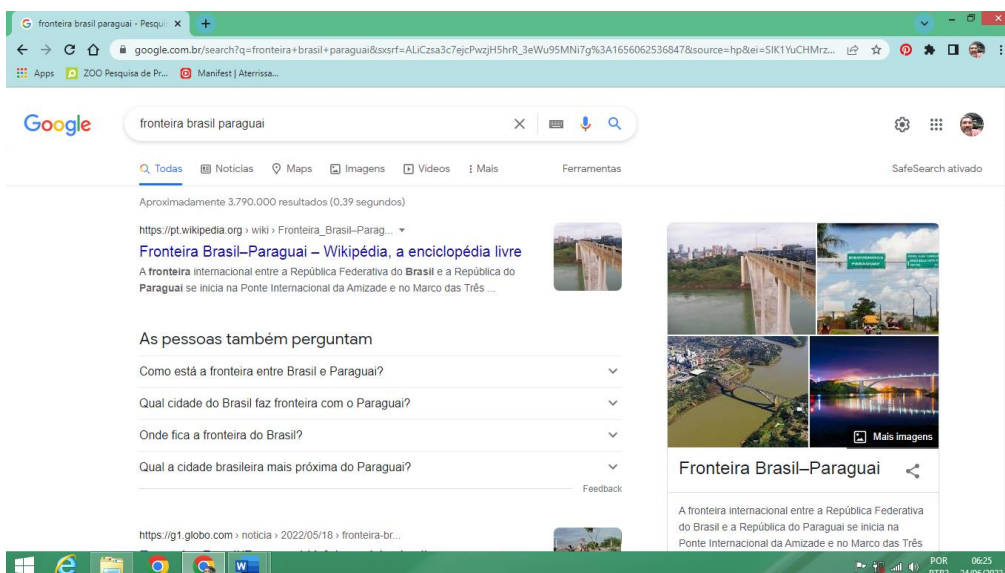 fronteira brasil paraguai - Pesqui
google.com.br/search?q=fronteira+brasil+paraguai&sxsrf=ALiCzsa3c7ejcPwzjH5hrR_3eWu95MNi7g%3A1656062536847&source=hp&ei=SIK1YuCHMrz...
Apps ZOO Pesquisa de Pr... Manifest | Aterrissa...
Google
fronteira brasil paraguai
Todas Notícias Maps Imagens Vídeos Mais Ferramentas SafeSearch ativado
Aproximadamente 3.790.000 resultados (0,39 segundos)
https://pt.wikipedia.org › wiki › Fronteira_Brasil–Parag...
Fronteira Brasil–Paraguai – Wikipédia, a enciclopédia livre
A fronteira internacional entre a República Federativa do Brasil e a República do
Paraguai se inicia na Ponte Internacional da Amizade e no Marco das Três ...
As pessoas também perguntam
Como está a fronteira entre Brasil e Paraguai?
Qual cidade do Brasil faz fronteira com o Paraguai?
Onde fica a fronteira do Brasil?
Qual a cidade brasileira mais próxima do Paraguai?
Feedback
https://g1.globo.com › noticia › 2022/05/18 › fronteira-br...
Mais imagens
Fronteira Brasil–Paraguai
A fronteira internacional entre a República Federativa
do Brasil e a República do Paraguai se inicia na
Ponte Internacional da Amizade e no Marco das Três
POR 06:25
PTB2 24/06/2022